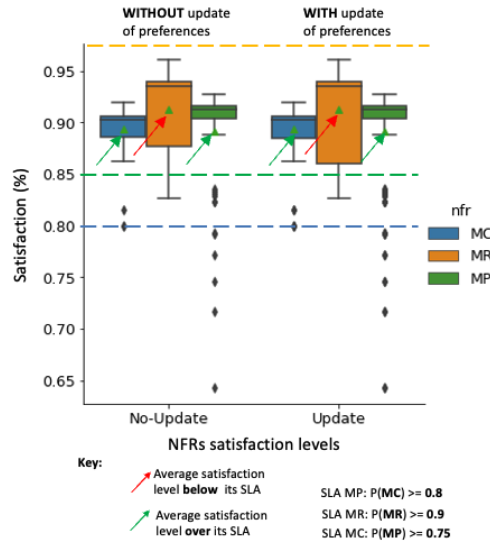 WITHOUT update
of preferences
WITH update
of preferences
0.95
0.90
0.85
0.80
0.75
0.70
0.65
Satisfaction (%)
nfr
MC
MR
MP
No-Update
Update
NFRs satisfaction levels
Key:
Average satisfaction
level below its SLA
Average satisfaction
level over its SLA
SLA MP: P(MC) >= 0.8
SLA MR: P(MR) >= 0.9
SLA MC: P(MP) >= 0.75